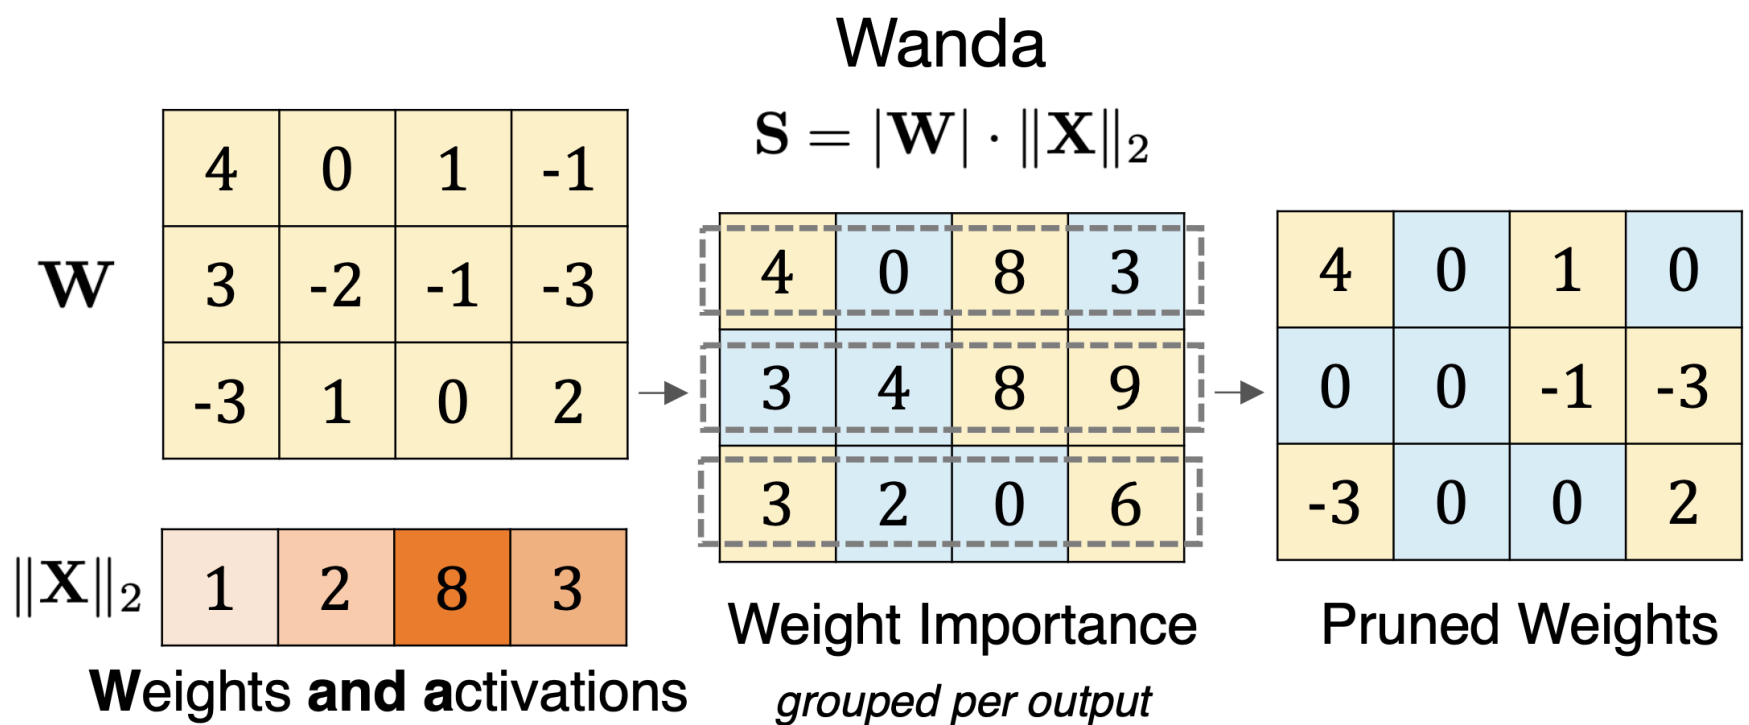 Wanda
S = |W| · ‖X‖₂
W
4 0 1 -1
3 -2 -1 -3
-3 1 0 2
‖X‖₂
1 2 8 3
Weights and activations
4 0 8 3
3 4 8 9
3 2 0 6
Weight Importance
grouped per output
4 0 1 0
0 0 -1 -3
-3 0 0 2
Pruned Weights